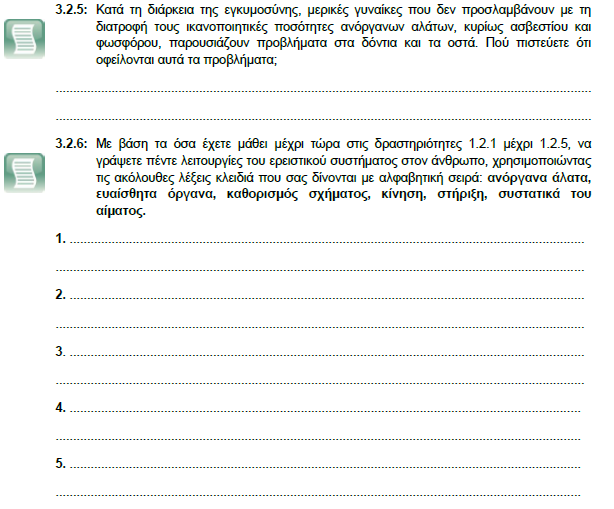 3.2.5: Κατά τη διάρκεια της εγκυμοσύνης, μερικές γυναίκες που δεν προσλαμβάνουν με τη
διατροφή τους ικανοποιητικές ποσότητες ανόργανων αλάτων, κυρίως ασβεστίου και
φωσφόρου, παρουσιάζουν προβλήματα στα δόντια και τα οστά. Πού πιστεύετε ότι
οφείλονται αυτά τα προβλήματα;
3.2.6: Με βάση τα όσα έχετε μάθει μέχρι τώρα στις δραστηριότητες 1.2.1 μέχρι 1.2.5, να
γράψετε πέντε λειτουργίες του ερειστικού συστήματος στον άνθρωπο, χρησιμοποιώντας
τις ακόλουθες λέξεις κλειδιά που σας δίνονται με αλφαβητική σειρά: ανόργανα άλατα,
ευαίσθητα όργανα, καθορισμός σχήματος, κίνηση, στήριξη, συστατικά του
αίματος.
1.
2.
3.
4.
5.